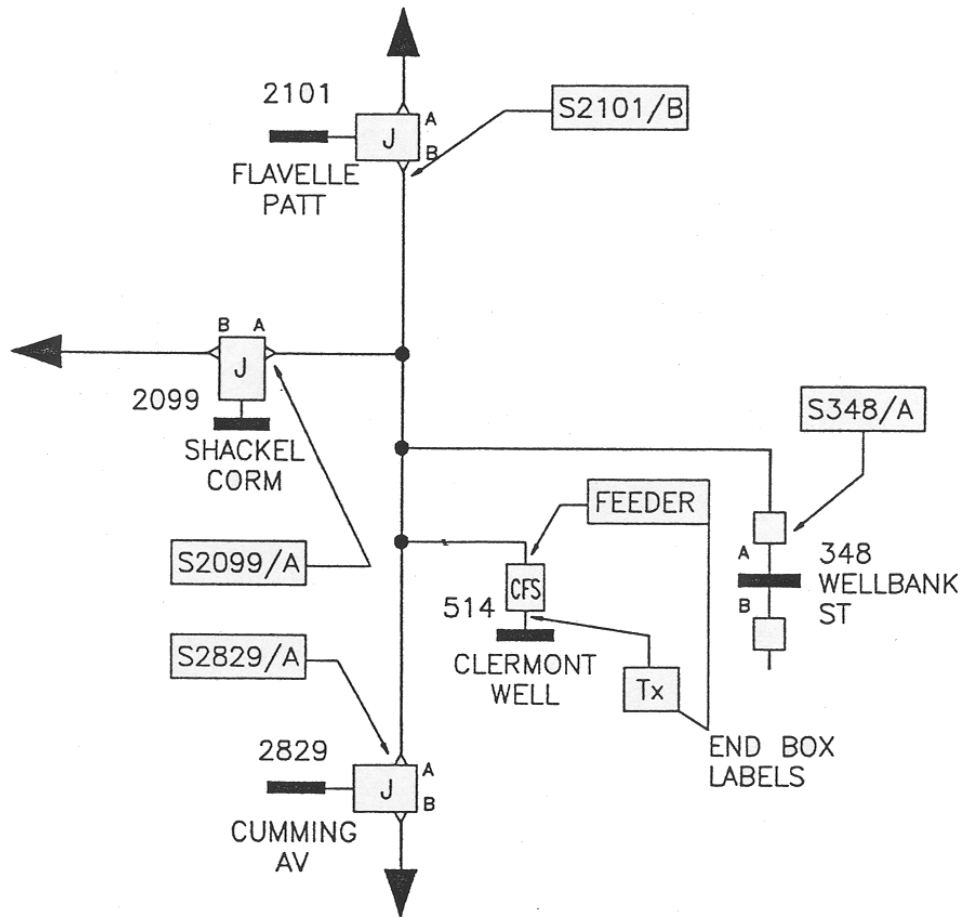 2101
S2101/B
A
J
B
FLAVELLE
PATT
B A
J
2099
SHACKEL
CORM
S348/A
FEEDER
A
348
WELLBANK
ST
B
S2099/A
CFS
514
CLERMONT
WELL
S2829/A
Tx
END BOX
LABELS
2829
A
J
B
CUMMING
AV